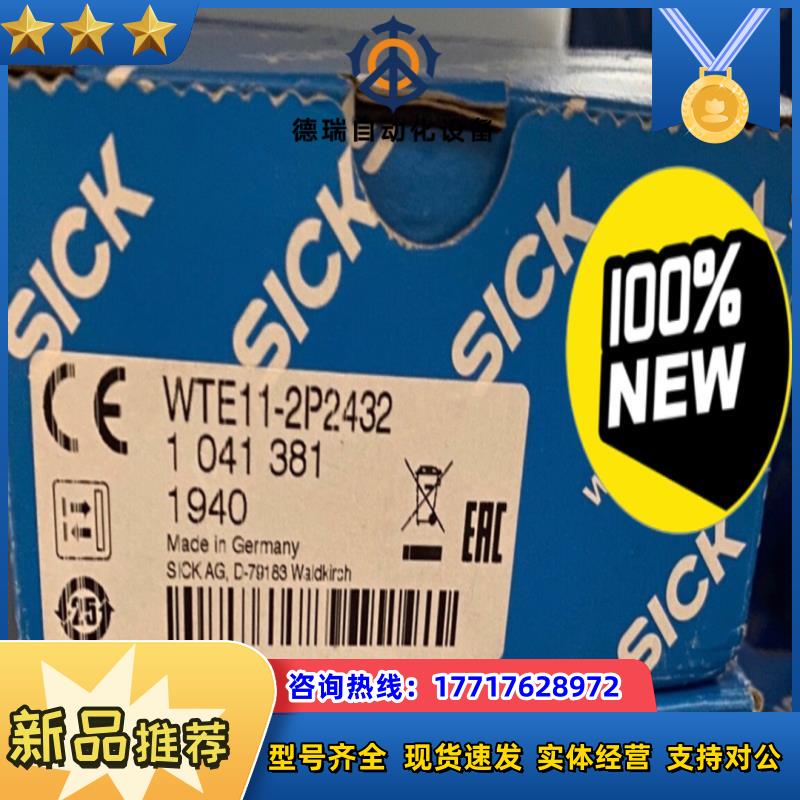 德瑞自动化设备
SICK
SICK
SICK
SICK
100%
NEW
WTE11-2P2432
1 041 381
1940
Made in Germany
SICK AG, D-79183 Waldkirch
CE
EAC
25
SICK
咨询热线：17717628972
新品推荐
型号齐全 现货速发 实体经营 支持对公